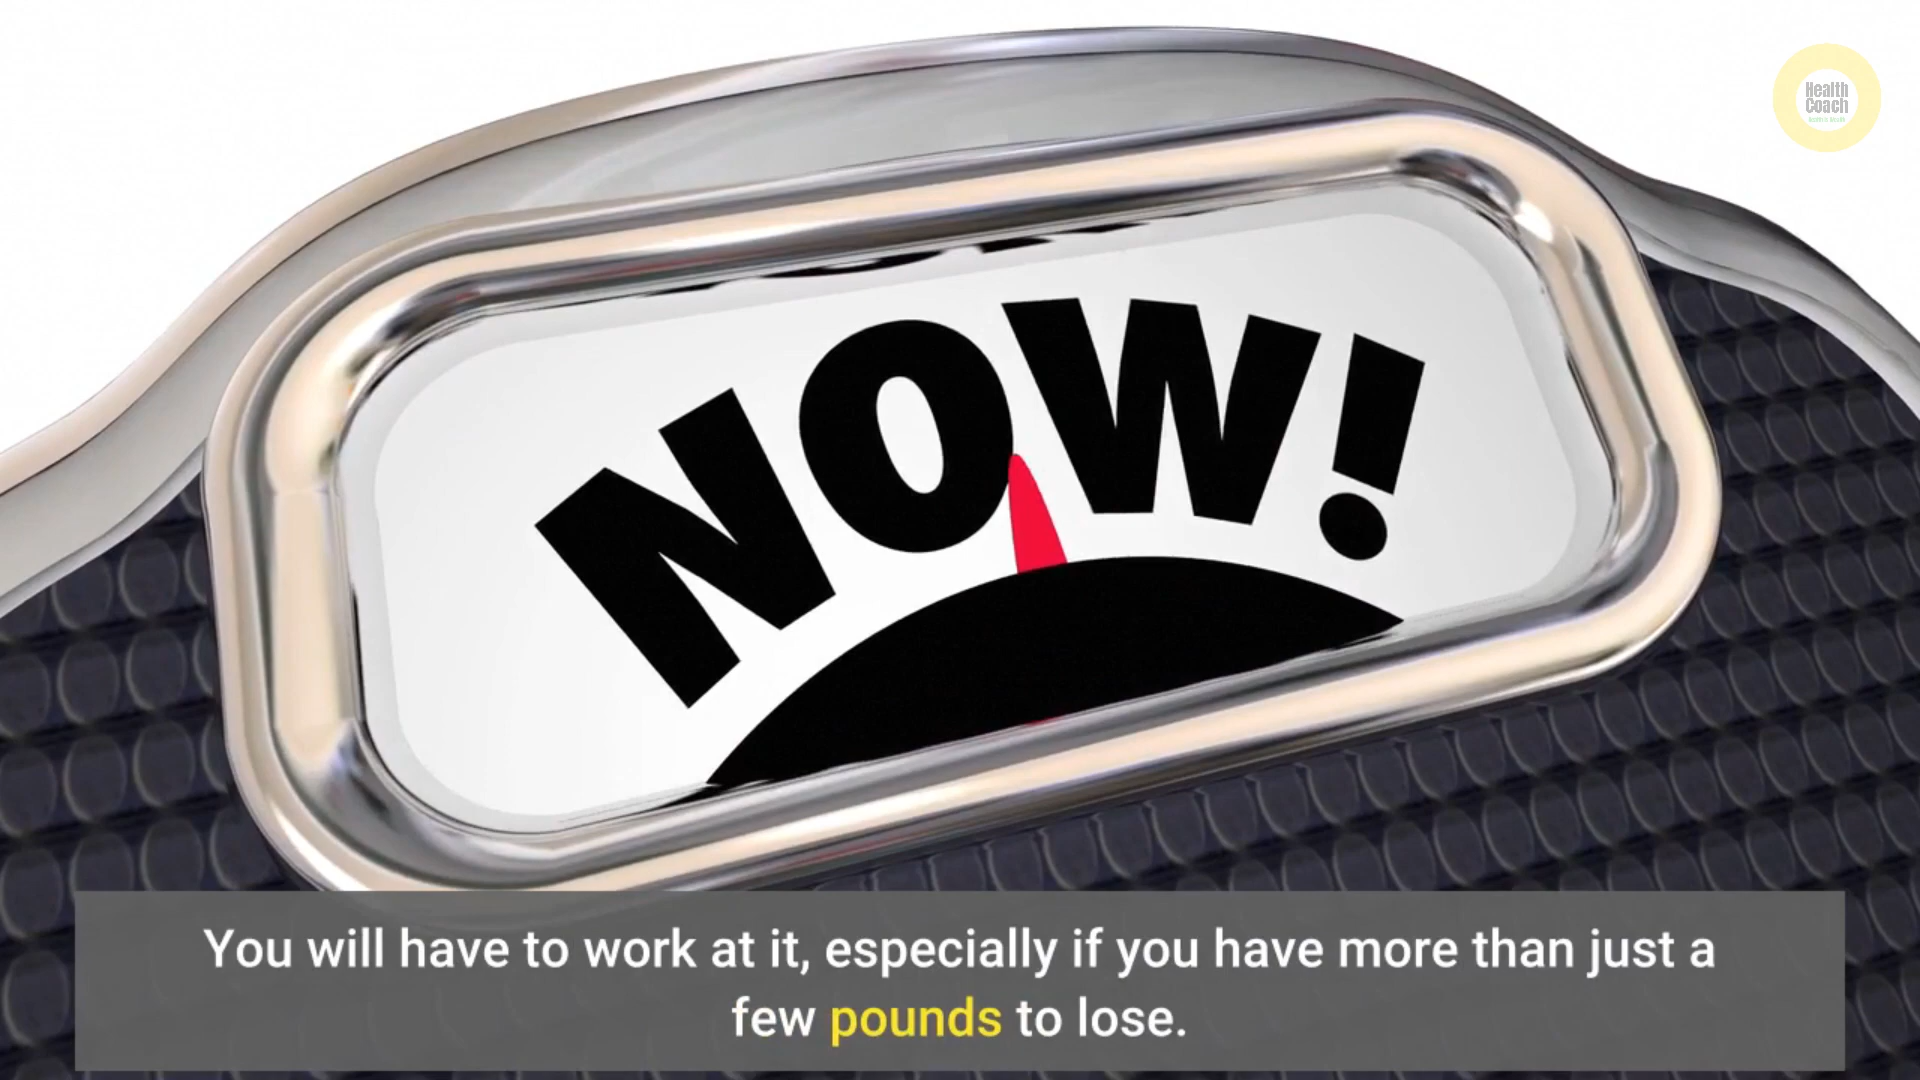 Health
Coach
NOW!
You will have to work at it, especially if you have more than just a
few pounds to lose.